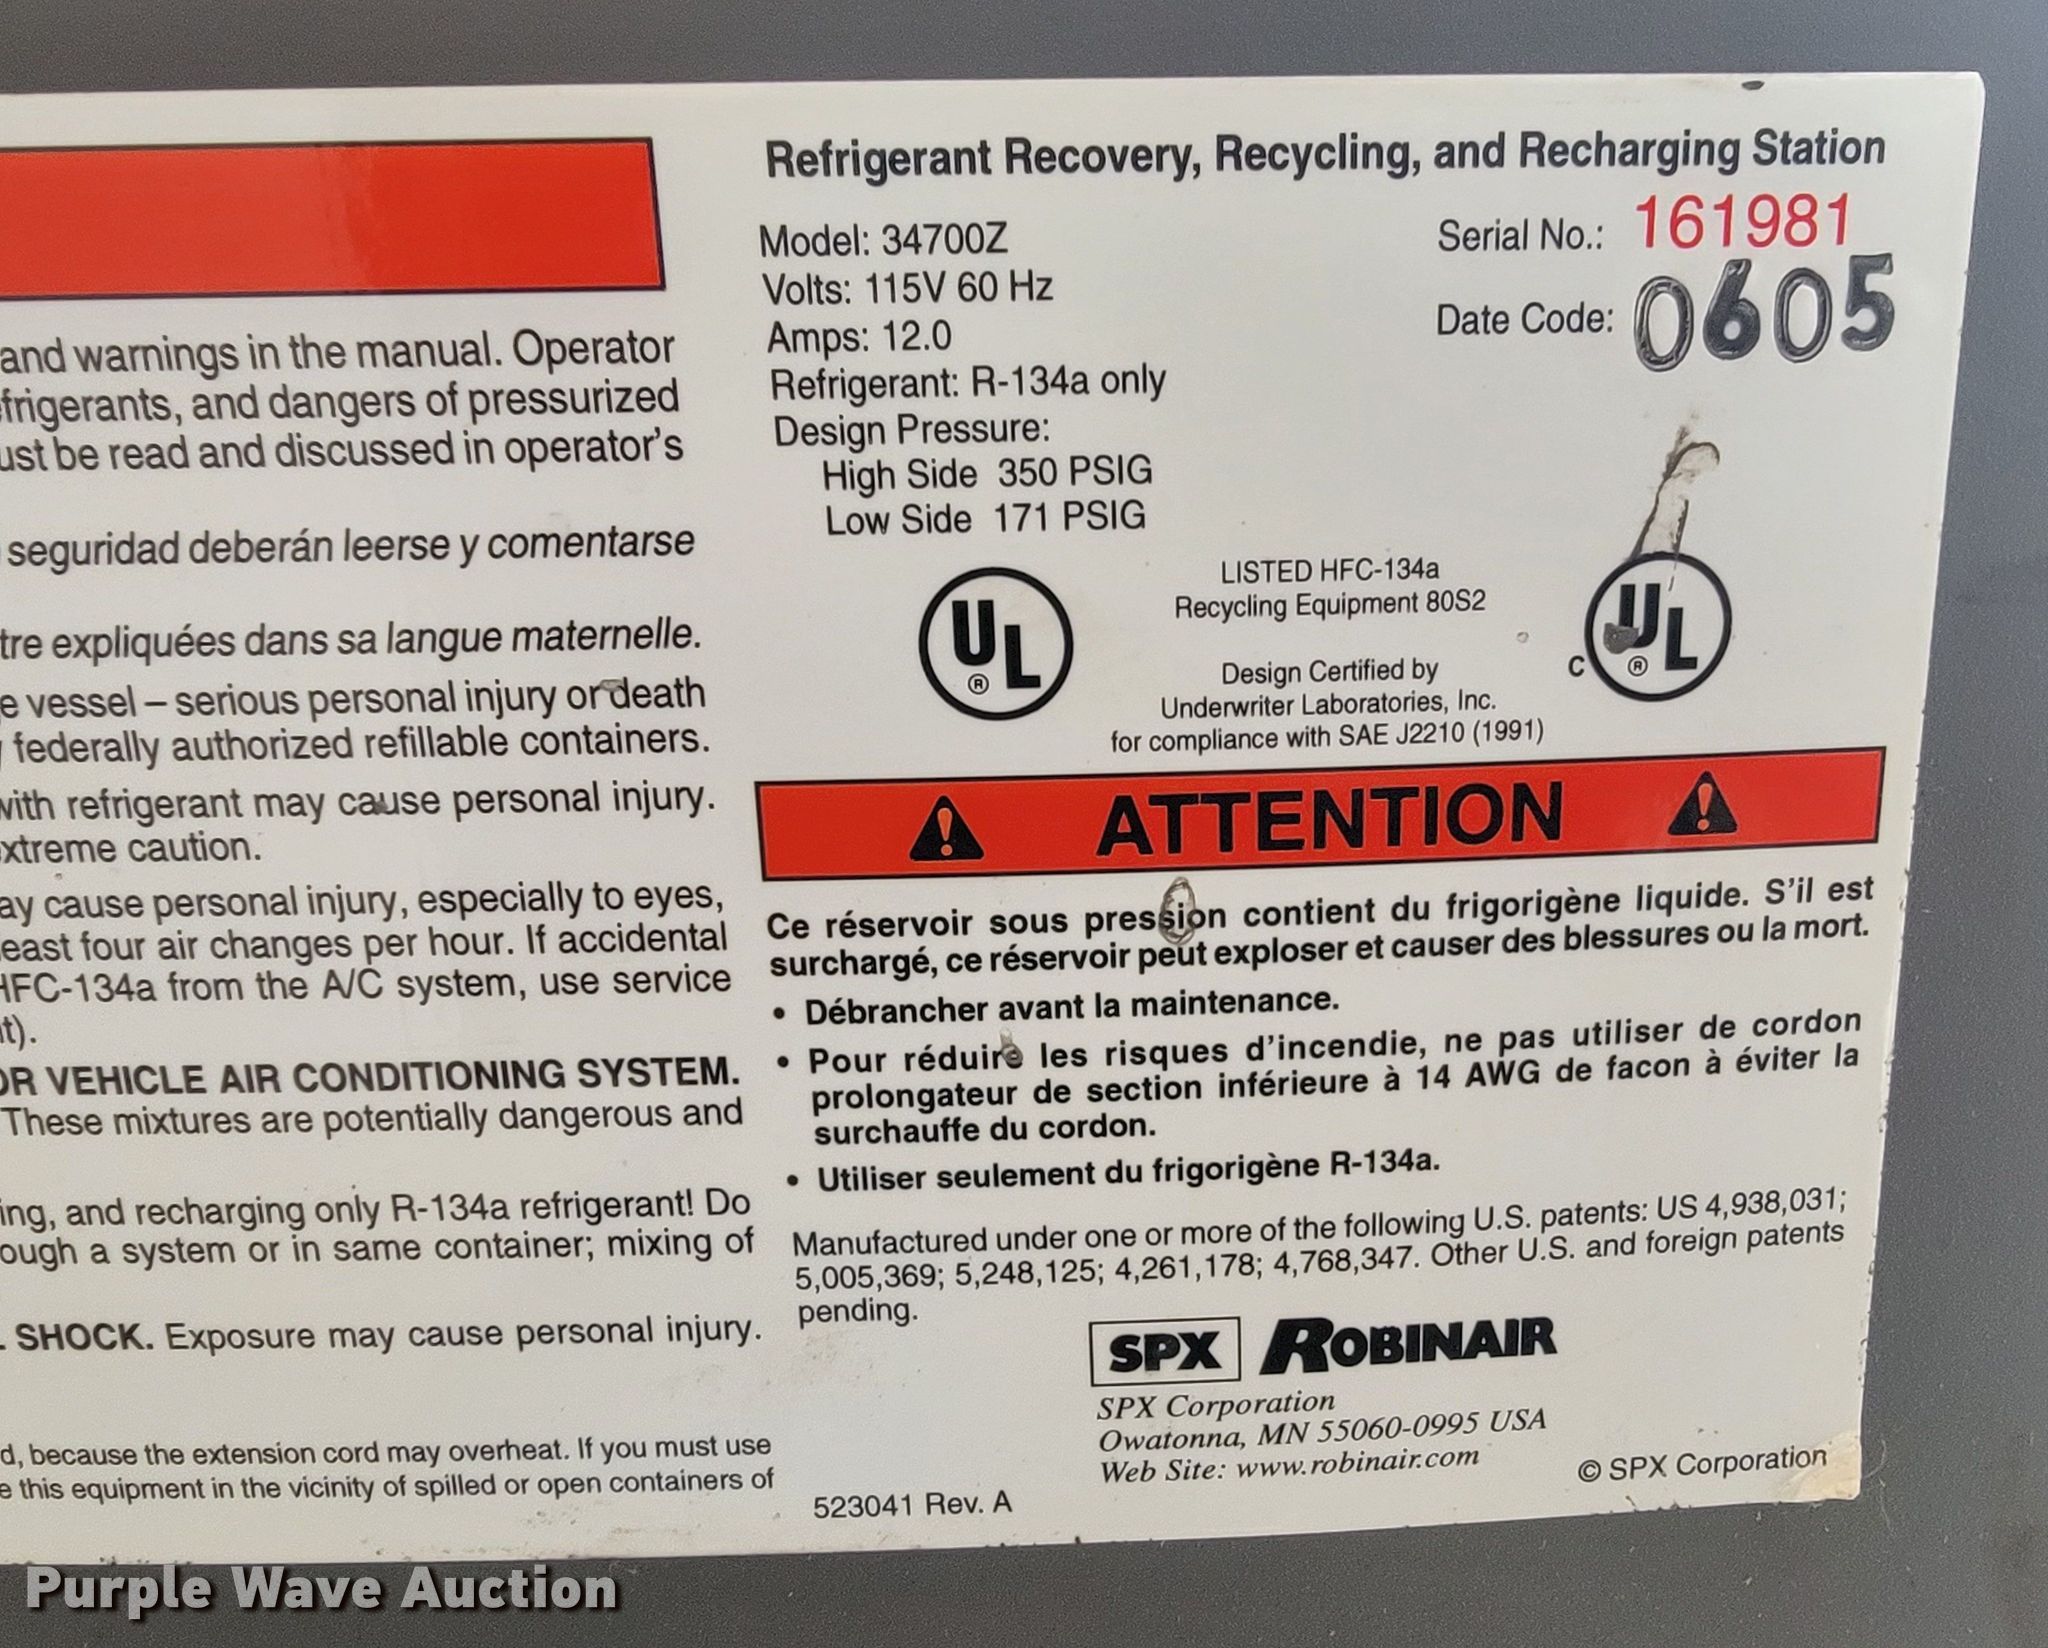 and warnings in the manual. Operator
frigerants, and dangers of pressurized
ust be read and discussed in operator's
seguridad deberán leerse y comentarse
tre expliquées dans sa langue maternelle.
e vessel – serious personal injury or death
federally authorized refillable containers.
with refrigerant may cause personal injury.
xtreme caution.
ay cause personal injury, especially to eyes,
east four air changes per hour. If accidental
HFC-134a from the A/C system, use service
t).
OR VEHICLE AIR CONDITIONING SYSTEM.
These mixtures are potentially dangerous and
ing, and recharging only R-134a refrigerant! Do
ough a system or in same container; mixing of
SHOCK. Exposure may cause personal injury.
d, because the extension cord may overheat. If you must use
e this equipment in the vicinity of spilled or open containers of
Refrigerant Recovery, Recycling, and Recharging Station
Model: 34700Z
Volts: 115V 60 Hz
Amps: 12.0
Refrigerant: R-134a only
Design Pressure:
High Side 350 PSIG
Low Side 171 PSIG
Serial No.: 161981
Date Code: 0605
UL ®
LISTED HFC-134a
Recycling Equipment 80S2
Design Certified by
Underwriter Laboratories, Inc.
for compliance with SAE J2210 (1991)
C UL ®
ATTENTION
Ce réservoir sous pression contient du frigorigène liquide. S'il est
surchargé, ce réservoir peut exploser et causer des blessures ou la mort.
• Débrancher avant la maintenance.
• Pour réduire les risques d'incendie, ne pas utiliser de cordon
prolongateur de section inférieure à 14 AWG de facon à éviter la
surchauffe du cordon.
• Utiliser seulement du frigorigène R-134a.
Manufactured under one or more of the following U.S. patents: US 4,938,031;
5,005,369; 5,248,125; 4,261,178; 4,768,347. Other U.S. and foreign patents
pending.
SPX ROBINAIR
SPX Corporation
Owatonna, MN 55060-0995 USA
Web Site: www.robinair.com
© SPX Corporation
523041 Rev. A
Purple Wave Auction